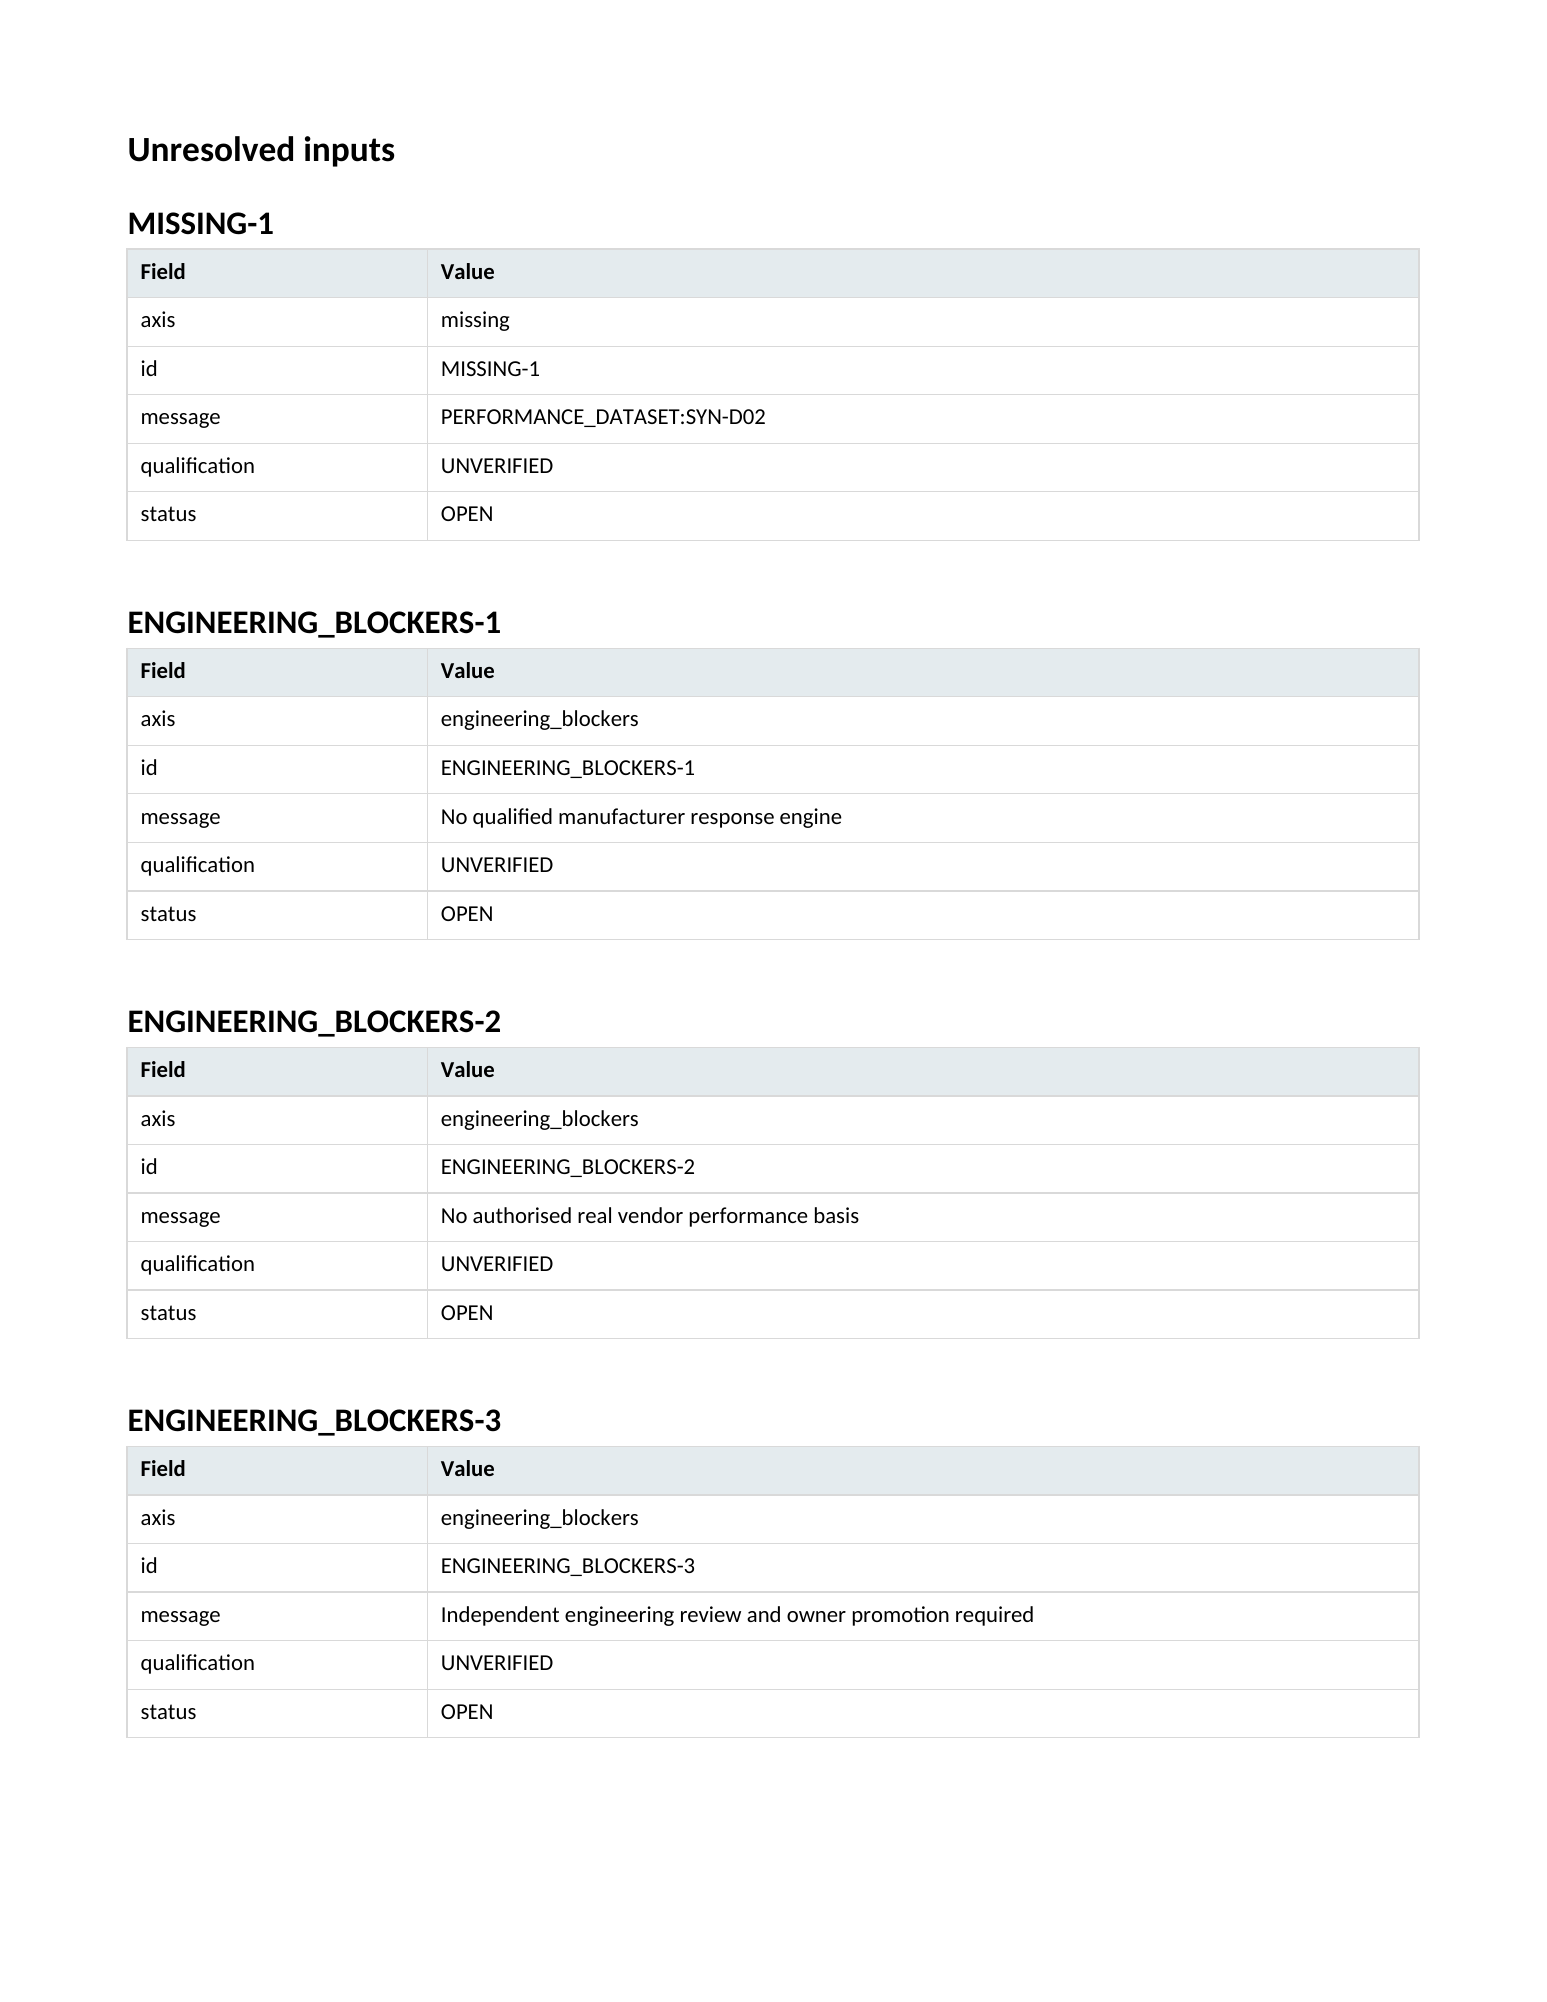 Unresolved inputs
MISSING-1
Field Value
axis missing
id MISSING-1
message PERFORMANCE_DATASET:SYN-D02
qualification UNVERIFIED
status OPEN
ENGINEERING_BLOCKERS-1
Field Value
axis engineering_blockers
id ENGINEERING_BLOCKERS-1
message No qualified manufacturer response engine
qualification UNVERIFIED
status OPEN
ENGINEERING_BLOCKERS-2
Field Value
axis engineering_blockers
id ENGINEERING_BLOCKERS-2
message No authorised real vendor performance basis
qualification UNVERIFIED
status OPEN
ENGINEERING_BLOCKERS-3
Field Value
axis engineering_blockers
id ENGINEERING_BLOCKERS-3
message Independent engineering review and owner promotion required
qualification UNVERIFIED
status OPEN